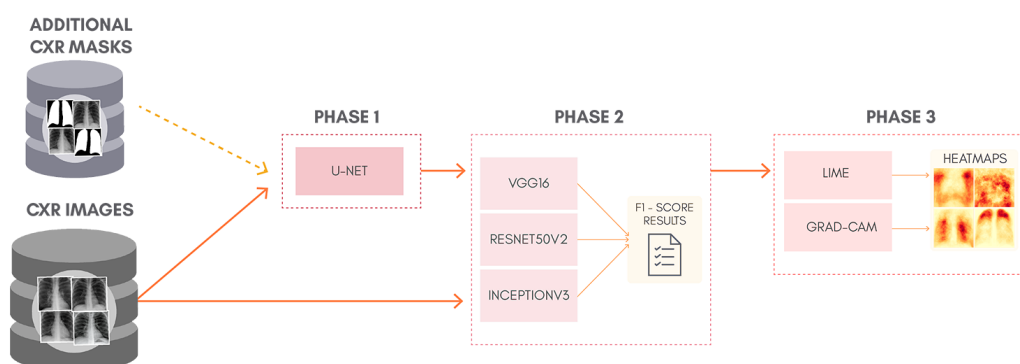 ADDITIONAL
CXR MASKS
CXR IMAGES
PHASE 1
U-NET
PHASE 2
VGG16
RESNET50V2
INCEPTIONV3
F1 - SCORE
RESULTS
PHASE 3
LIME
GRAD-CAM
HEATMAPS